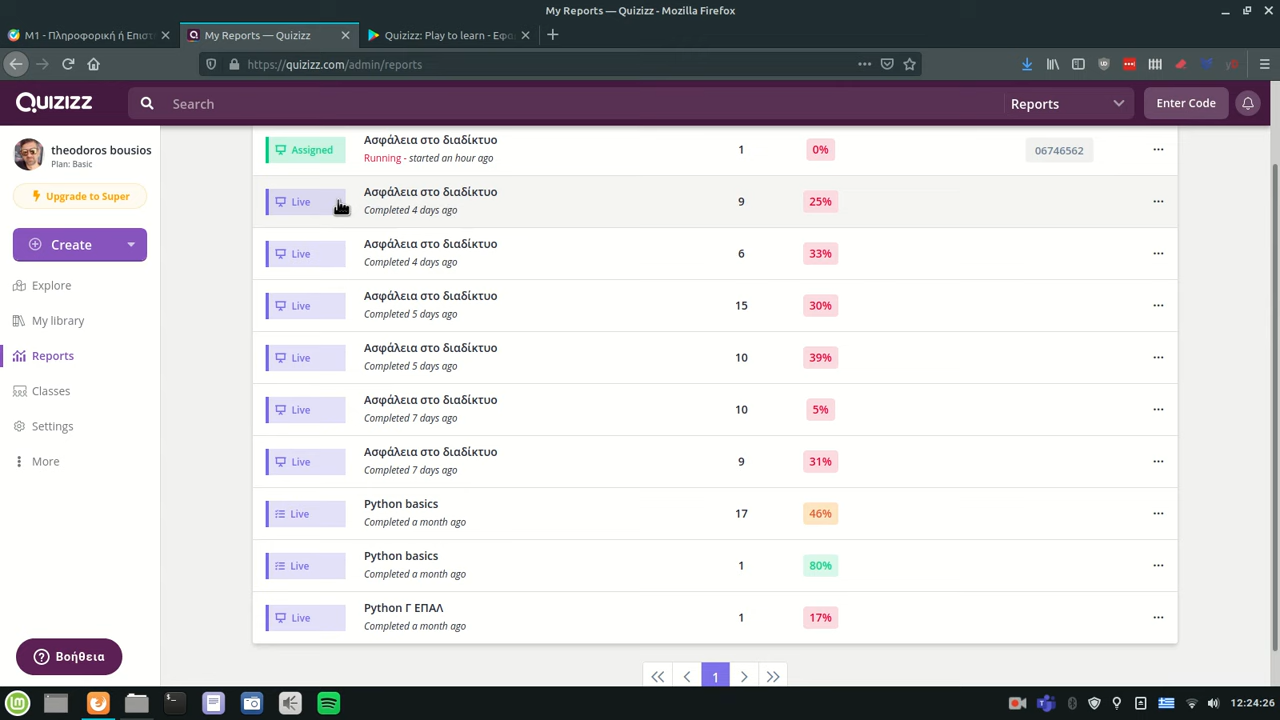 My Reports — Quizizz - Mozilla Firefox
M1 - Πληροφορική ή Επιστ
My Reports — Quizizz
Quizizz: Play to learn - Εφα
https://quizizz.com/admin/reports
QUIZIZZ
Search
Reports
Enter Code
theodoros bousios
Plan: Basic
Upgrade to Super
Create
Explore
My library
Reports
Classes
Settings
More
Βοήθεια
Assigned
Ασφάλεια στο διαδίκτυο
Running - started an hour ago
1
0%
06746562
Live
Ασφάλεια στο διαδίκτυο
Completed 4 days ago
9
25%
Live
Ασφάλεια στο διαδίκτυο
Completed 4 days ago
6
33%
Live
Ασφάλεια στο διαδίκτυο
Completed 5 days ago
15
30%
Live
Ασφάλεια στο διαδίκτυο
Completed 5 days ago
10
39%
Live
Ασφάλεια στο διαδίκτυο
Completed 7 days ago
10
5%
Live
Ασφάλεια στο διαδίκτυο
Completed 7 days ago
9
31%
Live
Python basics
Completed a month ago
17
46%
Live
Python basics
Completed a month ago
1
80%
Live
Python Γ ΕΠΑΛ
Completed a month ago
1
17%
1
12:24:26